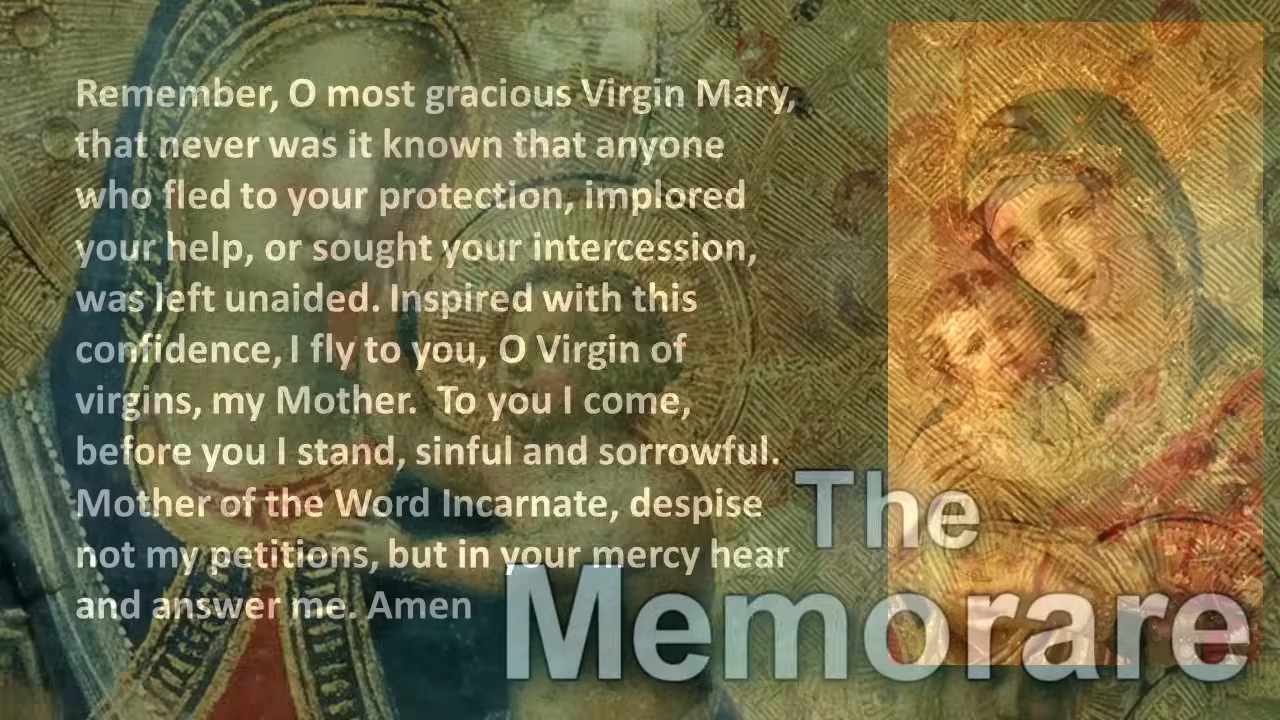 Remember, O most gracious Virgin Mary,
that never was it known that anyone
who fled to your protection, implored
your help, or sought your intercession,
was left unaided. Inspired with this
confidence, I fly to you, O Virgin of
virgins, my Mother.  To you I come,
before you I stand, sinful and sorrowful.
Mother of the Word Incarnate, despise
not my petitions, but in your mercy hear
and answer me. Amen
The
Memorare